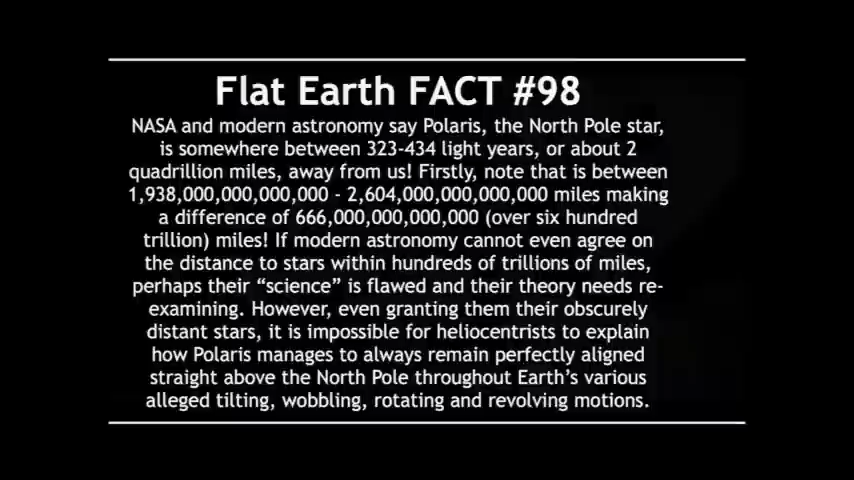 Flat Earth FACT #98
NASA and modern astronomy say Polaris, the North Pole star,
is somewhere between 323-434 light years, or about 2
quadrillion miles, away from us! Firstly, note that is between
1,938,000,000,000,000 - 2,604,000,000,000,000 miles making
a difference of 666,000,000,000,000 (over six hundred
trillion) miles! If modern astronomy cannot even agree on
the distance to stars within hundreds of trillions of miles,
perhaps their “science” is flawed and their theory needs re-
examining. However, even granting them their obscurely
distant stars, it is impossible for heliocentrists to explain
how Polaris manages to always remain perfectly aligned
straight above the North Pole throughout Earth’s various
alleged tilting, wobbling, rotating and revolving motions.